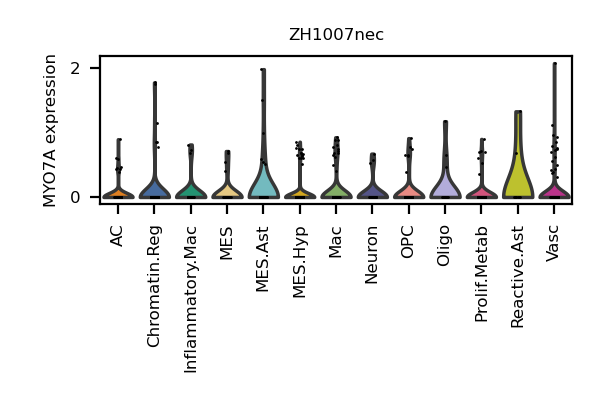 ZH1007nec
MYO7A expression
2
0
AC
Chromatin.Reg
Inflammatory.Mac
MES
MES.Ast
MES.Hyp
Mac
Neuron
OPC
Oligo
Prolif.Metab
Reactive.Ast
Vasc